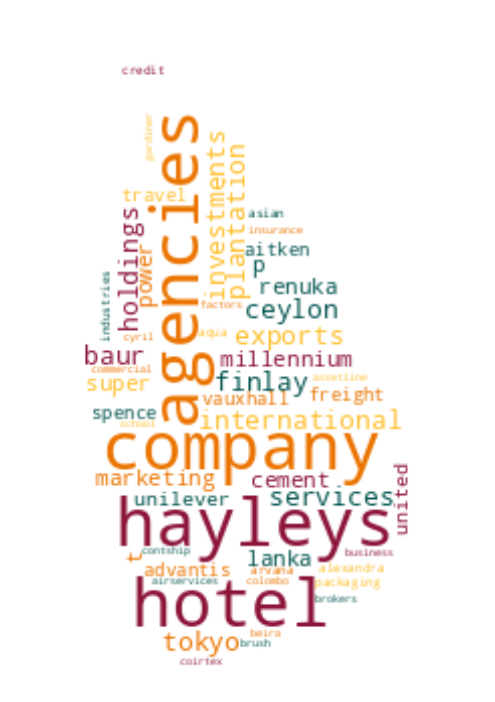 credit
gardiner
agencies
investments
plantation
travel
holdings
asian
insurance
power
aitken
p
industries
renuka
factors
ceylon
cyril
aqua
exports
baur
millennium
commercial
super
finlay
assetline
vauxhall
freight
spence
school
international
company
marketing
cement
united
unilever
services
hayleys
t
contship
lanka
business
advantis
arvana
alexandra
airservices
colombo
packaging
hotel
brokers
tokyo
beira
brush
coirtex